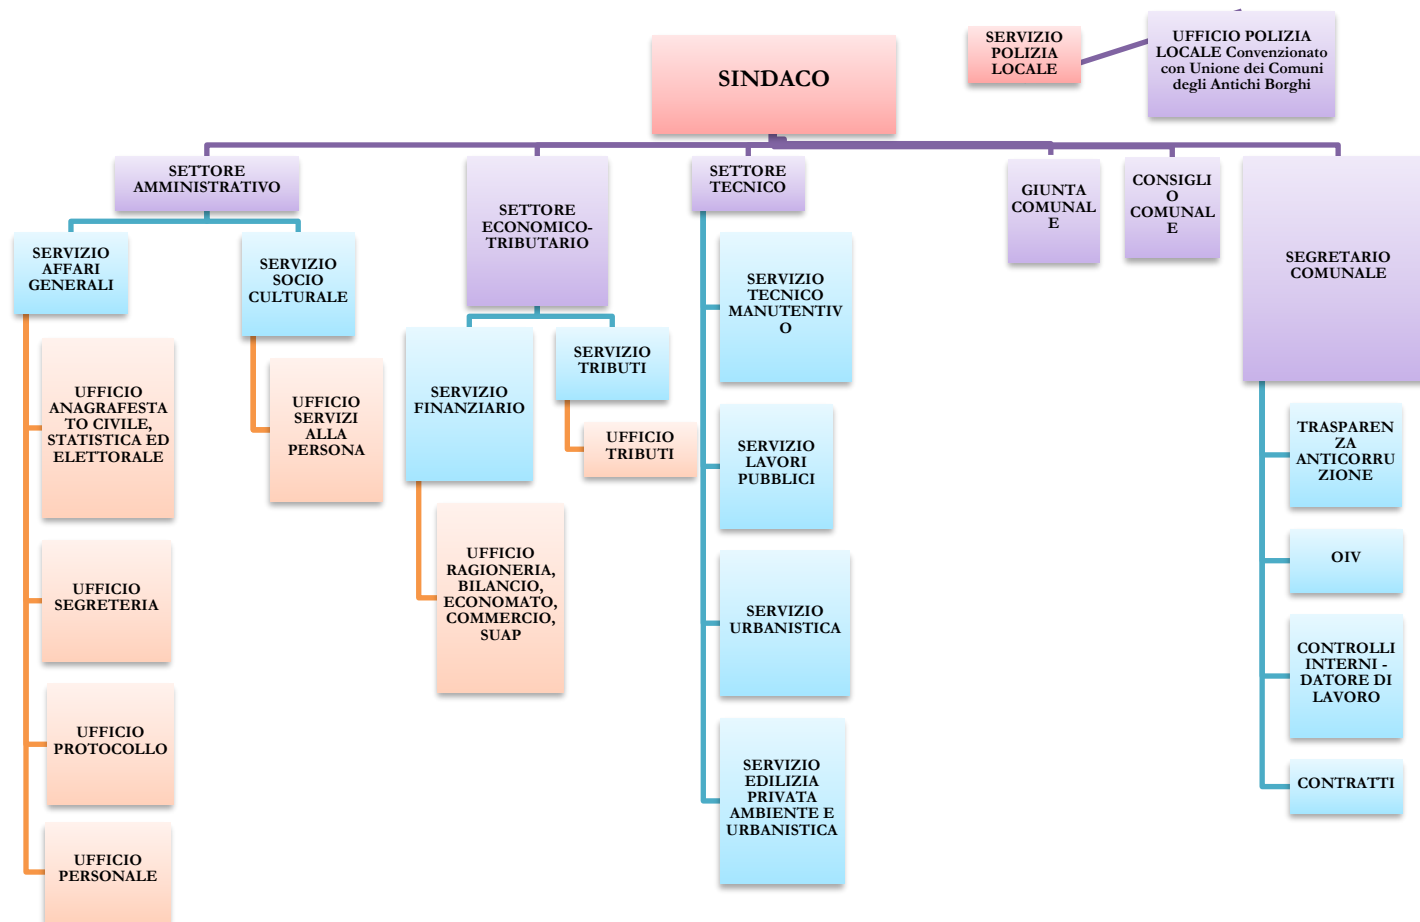 SINDACO
SERVIZIO
POLIZIA
LOCALE
UFFICIO POLIZIA
LOCALE Convenzionato
con Unione dei Comuni
degli Antichi Borghi
SETTORE
AMMINISTRATIVO
SERVIZIO
AFFARI
GENERALI
UFFICIO
ANAGRAFESTA
TO CIVILE,
STATISTICA ED
ELETTORALE
UFFICIO
SEGRETERIA
UFFICIO
PROTOCOLLO
UFFICIO
PERSONALE
SERVIZIO
SOCIO
CULTURALE
UFFICIO
SERVIZI
ALLA
PERSONA
SETTORE
ECONOMICO-
TRIBUTARIO
SERVIZIO
FINANZIARIO
UFFICIO
RAGIONERIA,
BILANCIO,
ECONOMATO,
COMMERCIO,
SUAP
SERVIZIO
TRIBUTI
UFFICIO
TRIBUTI
SETTORE
TECNICO
SERVIZIO
TECNICO
MANUTENTIV
O
SERVIZIO
LAVORI
PUBBLICI
SERVIZIO
URBANISTICA
SERVIZIO
EDILIZIA
PRIVATA
AMBIENTE E
URBANISTICA
GIUNTA
COMUNAL
E
CONSIGLI
O
COMUNAL
E
SEGRETARIO
COMUNALE
TRASPAREN
ZA
ANTICORRU
ZIONE
OIV
CONTROLLI
INTERNI -
DATORE DI
LAVORO
CONTRATTI